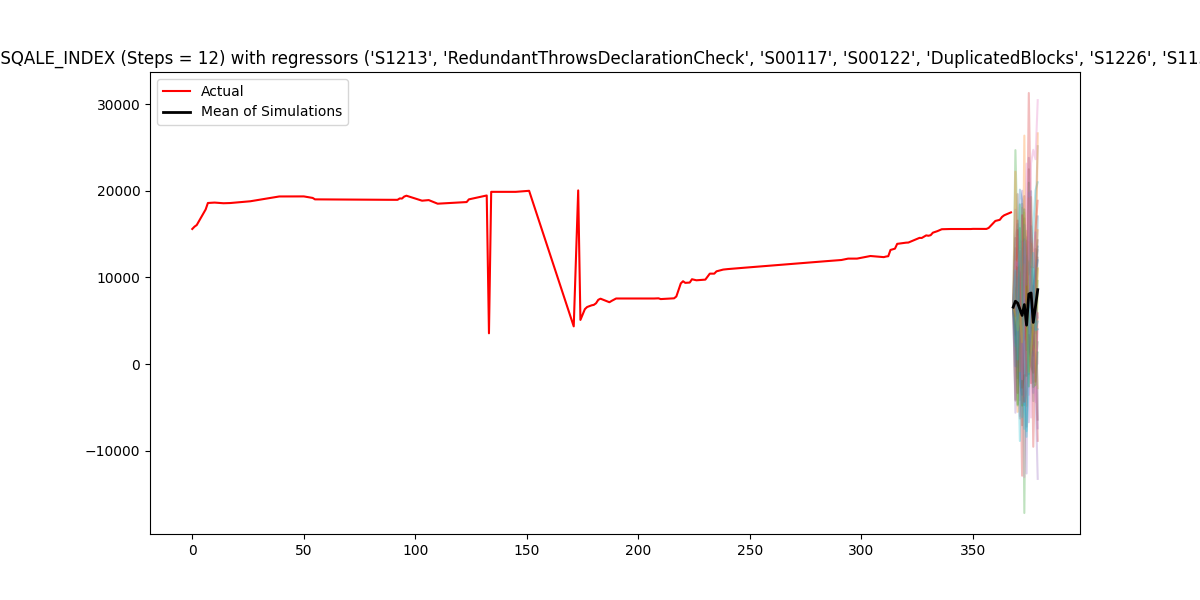 SQALE_INDEX (Steps = 12) with regressors ('S1213', 'RedundantThrowsDeclarationCheck', 'S00117', 'S00122', 'DuplicatedBlocks', 'S1226', 'S11
Actual
Mean of Simulations
30000
20000
10000
0
−10000
0 50 100 150 200 250 300 350